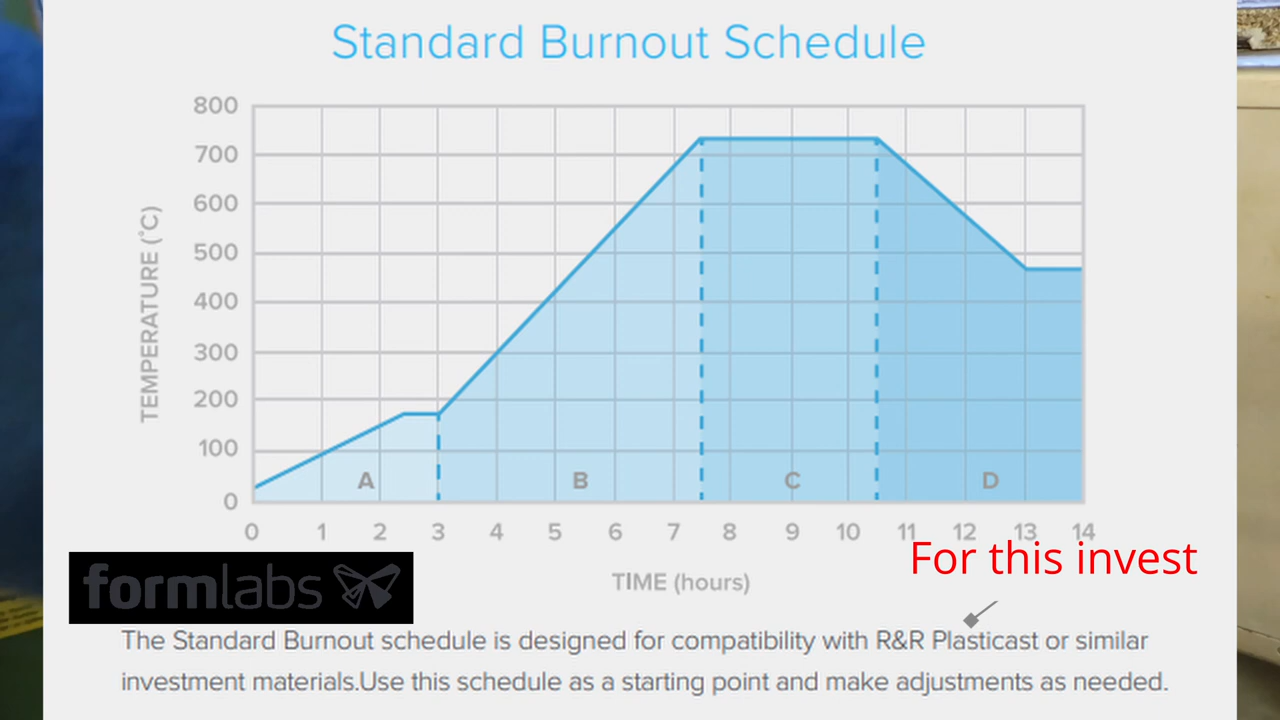 Standard Burnout Schedule
800
700
600
500
400
300
200
100
0
TEMPERATURE (°C)
A B C D
0 1 2 3 4 5 6 7 8 9 10 11 12 13 14
TIME (hours)
For this invest
formlabs
The Standard Burnout schedule is designed for compatibility with R&R Plasticast or similar
investment materials.Use this schedule as a starting point and make adjustments as needed.